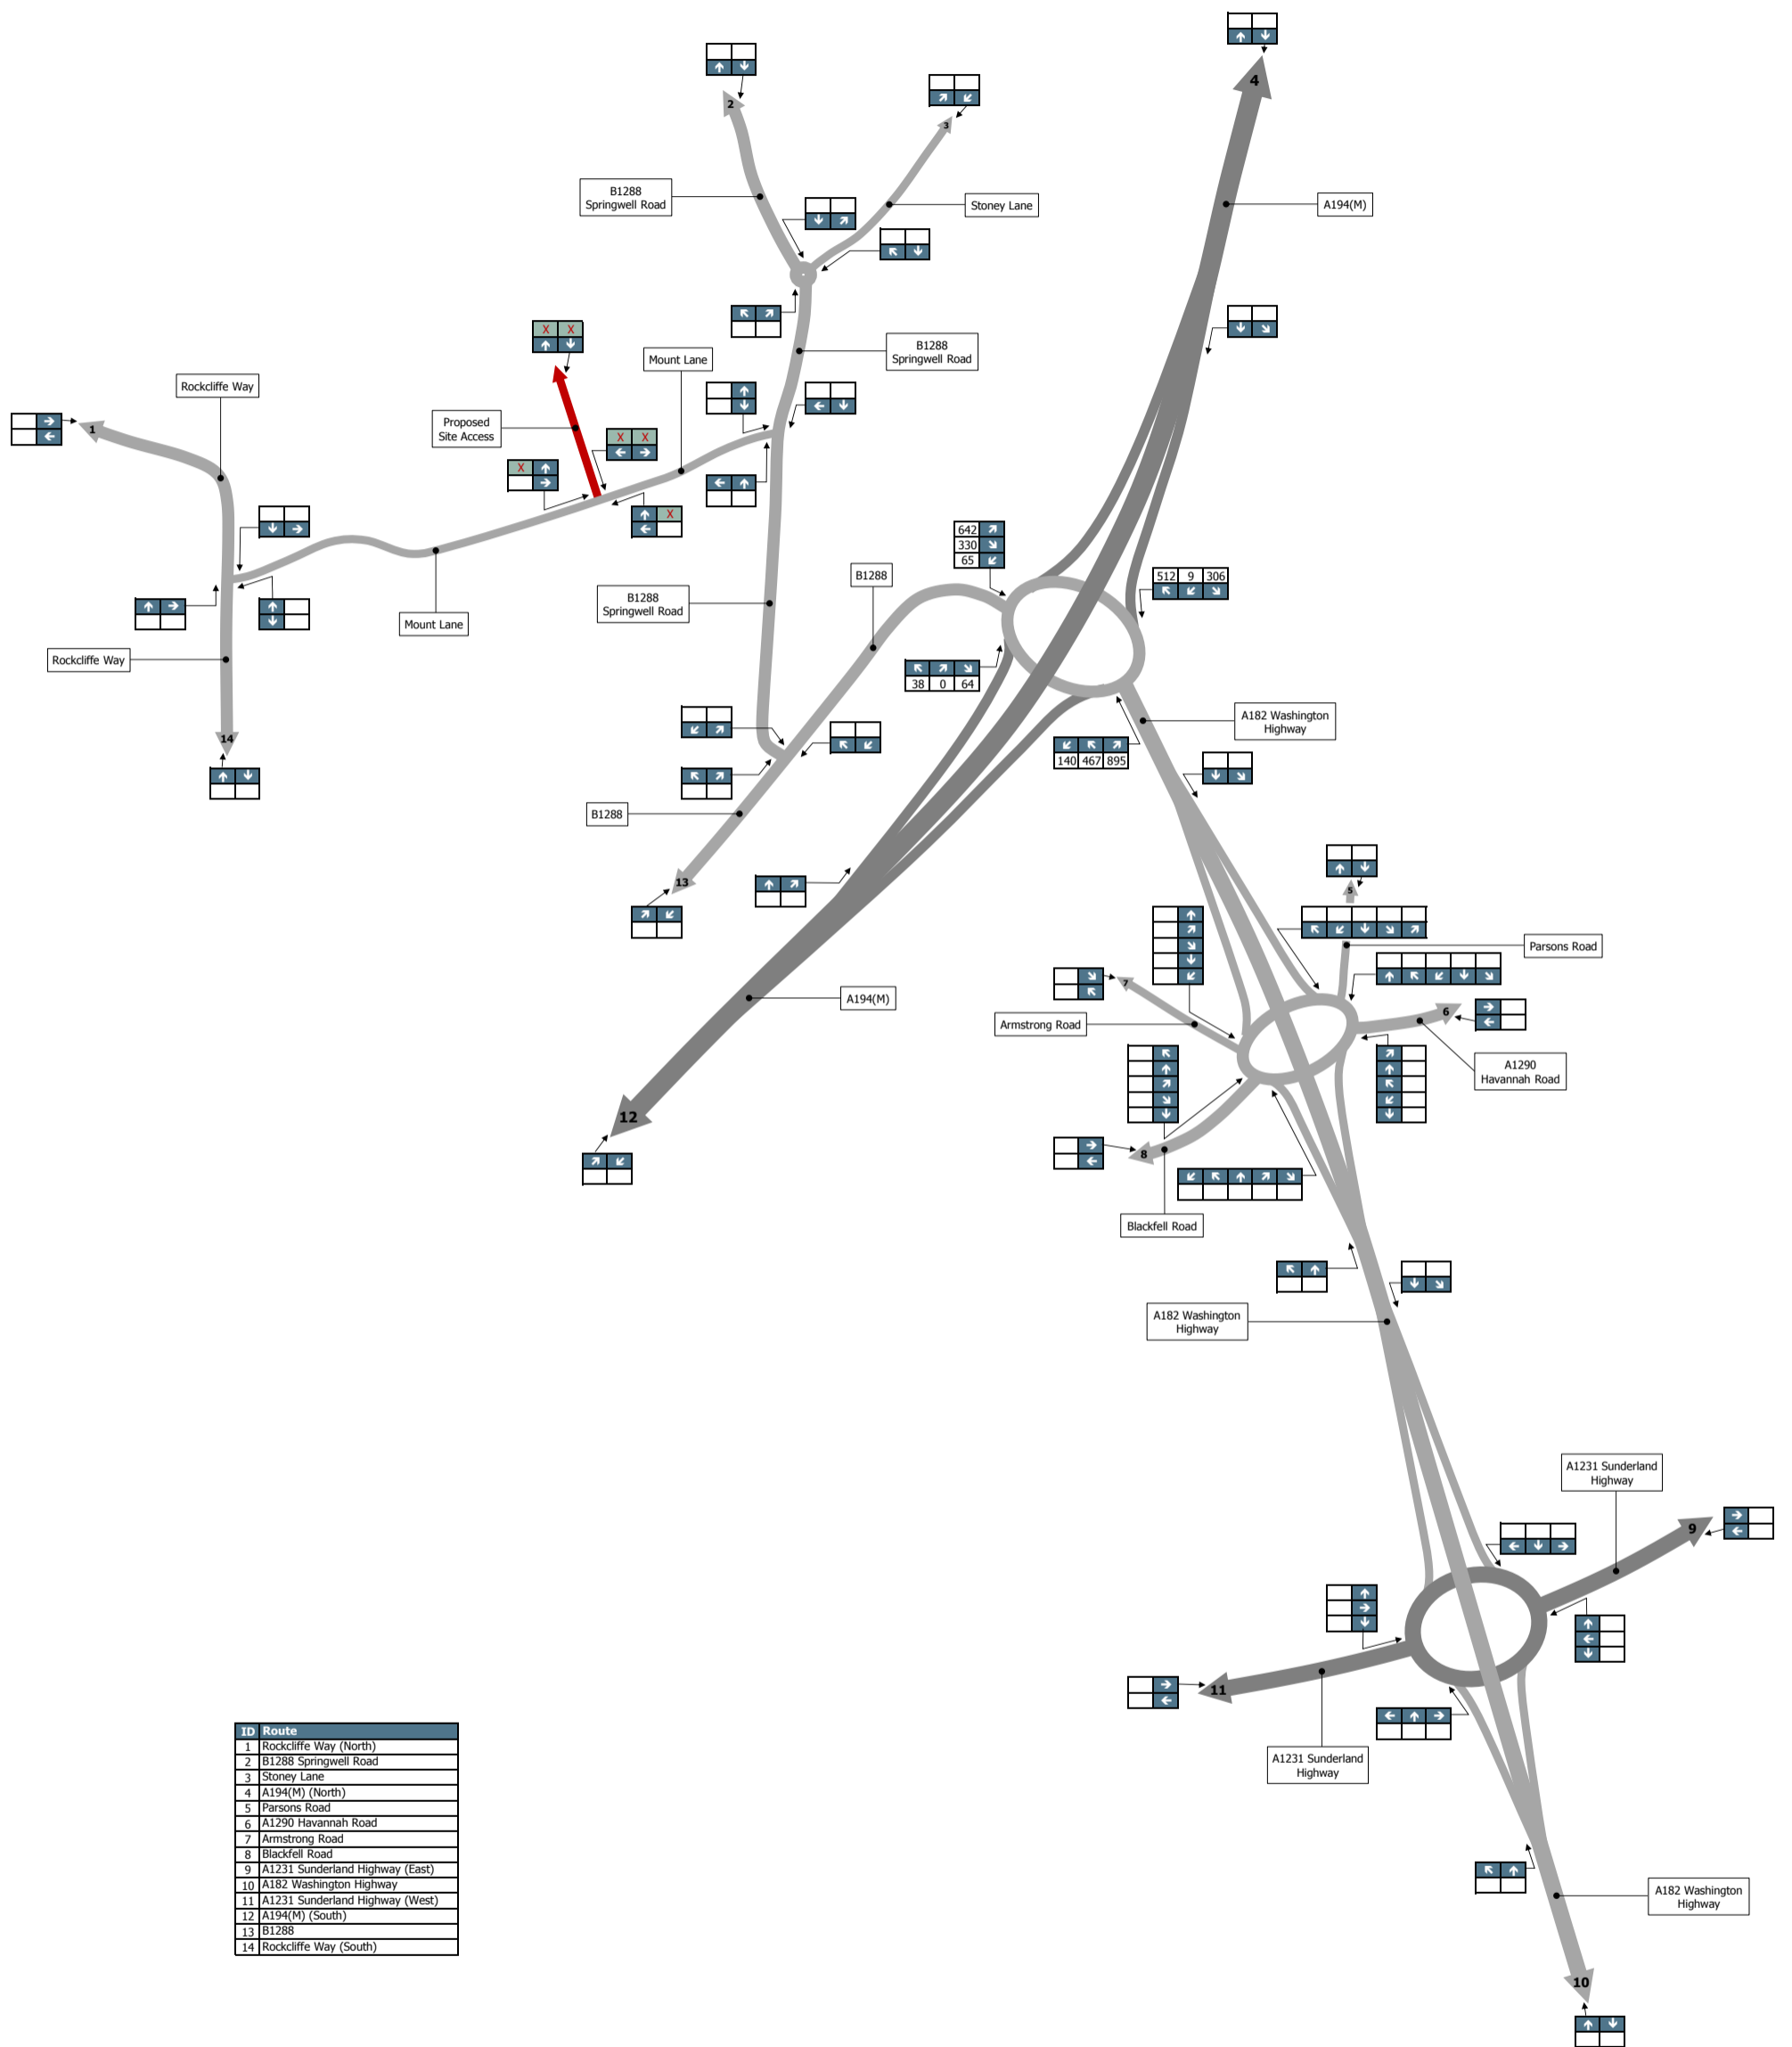 4
2
3
B1288
Springwell Road
Stoney Lane
A194(M)
B1288
Springwell Road
X X
Mount Lane
Rockcliffe Way
Proposed
Site Access
1
X X
X
X
642
330
65
B1288
512 9 306
B1288
Springwell Road
Mount Lane
Rockcliffe Way
38 0 64
A182 Washington
Highway
14
140 467 895
B1288
13
5
Parsons Road
7
A194(M)
6
Armstrong Road
A1290
Havannah Road
12
8
Blackfell Road
A182 Washington
Highway
A1231 Sunderland
Highway
9
11
A1231 Sunderland
Highway
ID Route
1 Rockcliffe Way (North)
2 B1288 Springwell Road
3 Stoney Lane
4 A194(M) (North)
5 Parsons Road
6 A1290 Havannah Road
7 Armstrong Road
8 Blackfell Road
9 A1231 Sunderland Highway (East)
10 A182 Washington Highway
11 A1231 Sunderland Highway (West)
12 A194(M) (South)
13 B1288
14 Rockcliffe Way (South)
A182 Washington
Highway
10